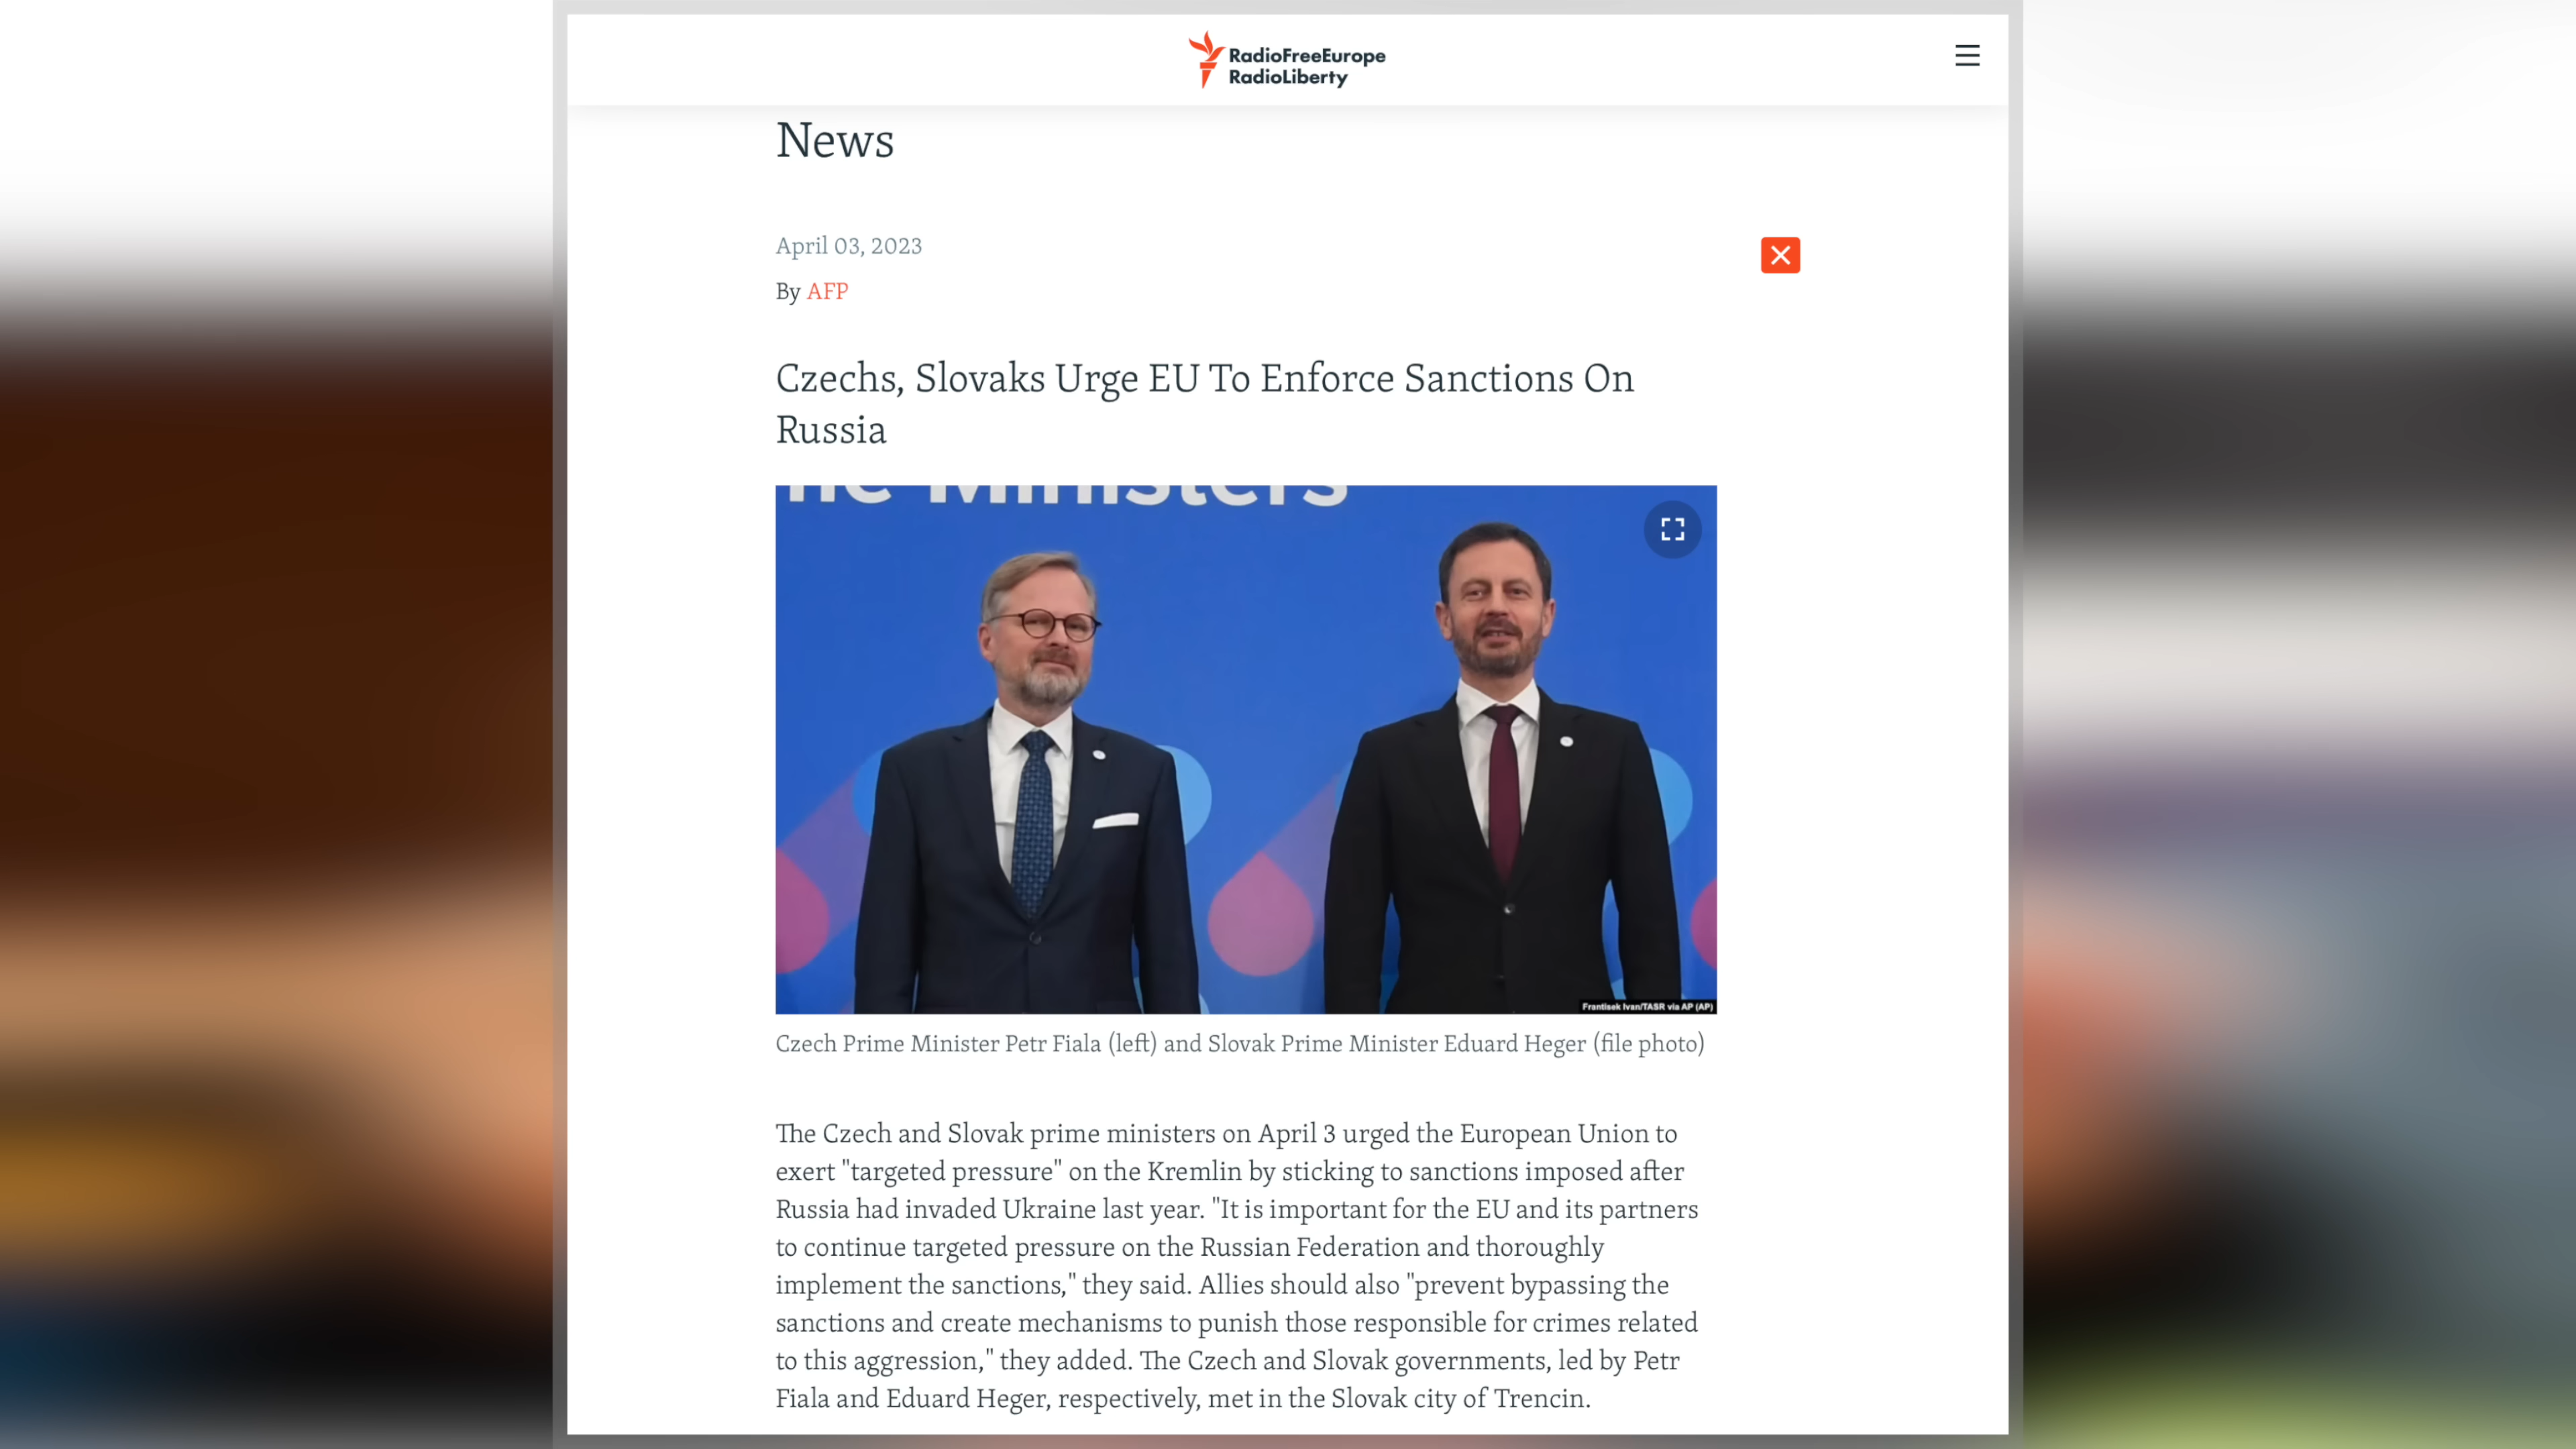 RadioFreeEurope
RadioLiberty
News
April 03, 2023
By AFP
Czechs, Slovaks Urge EU To Enforce Sanctions On
Russia
Ministers
Frantisek Ivan/TASR via AP (AP)
Czech Prime Minister Petr Fiala (left) and Slovak Prime Minister Eduard Heger (file photo)
The Czech and Slovak prime ministers on April 3 urged the European Union to
exert "targeted pressure" on the Kremlin by sticking to sanctions imposed after
Russia had invaded Ukraine last year. "It is important for the EU and its partners
to continue targeted pressure on the Russian Federation and thoroughly
implement the sanctions," they said. Allies should also "prevent bypassing the
sanctions and create mechanisms to punish those responsible for crimes related
to this aggression," they added. The Czech and Slovak governments, led by Petr
Fiala and Eduard Heger, respectively, met in the Slovak city of Trencin.